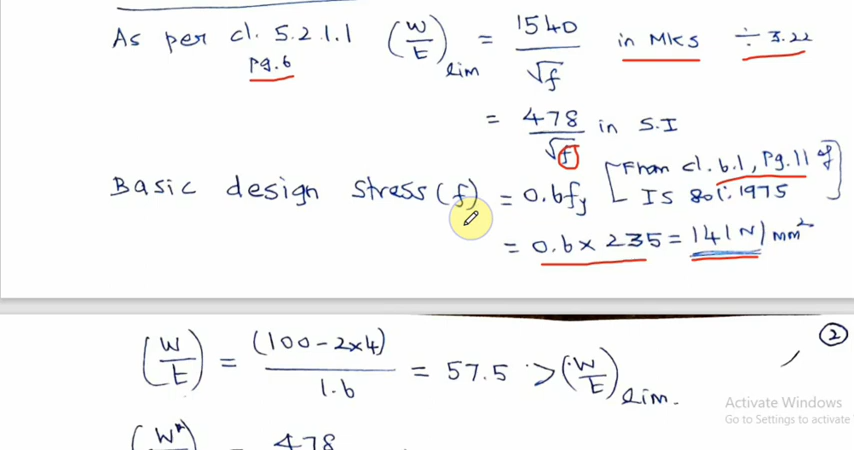 As per cl. 5.2.1.1 (W/t)lim = 1540/√f in MKS ÷ 3.22
Pg.6
= 478/√f in S.I
Basic design stress (f) = 0.6fy [From cl. 6.1, Pg.11 of IS 801:1975]
= 0.6 x 235 = 141 N/mm²
2
(W/t) = (100-2x4)/1.6 = 57.5 > (W/t)lim.
Activate Windows
Go to Settings to activate
478